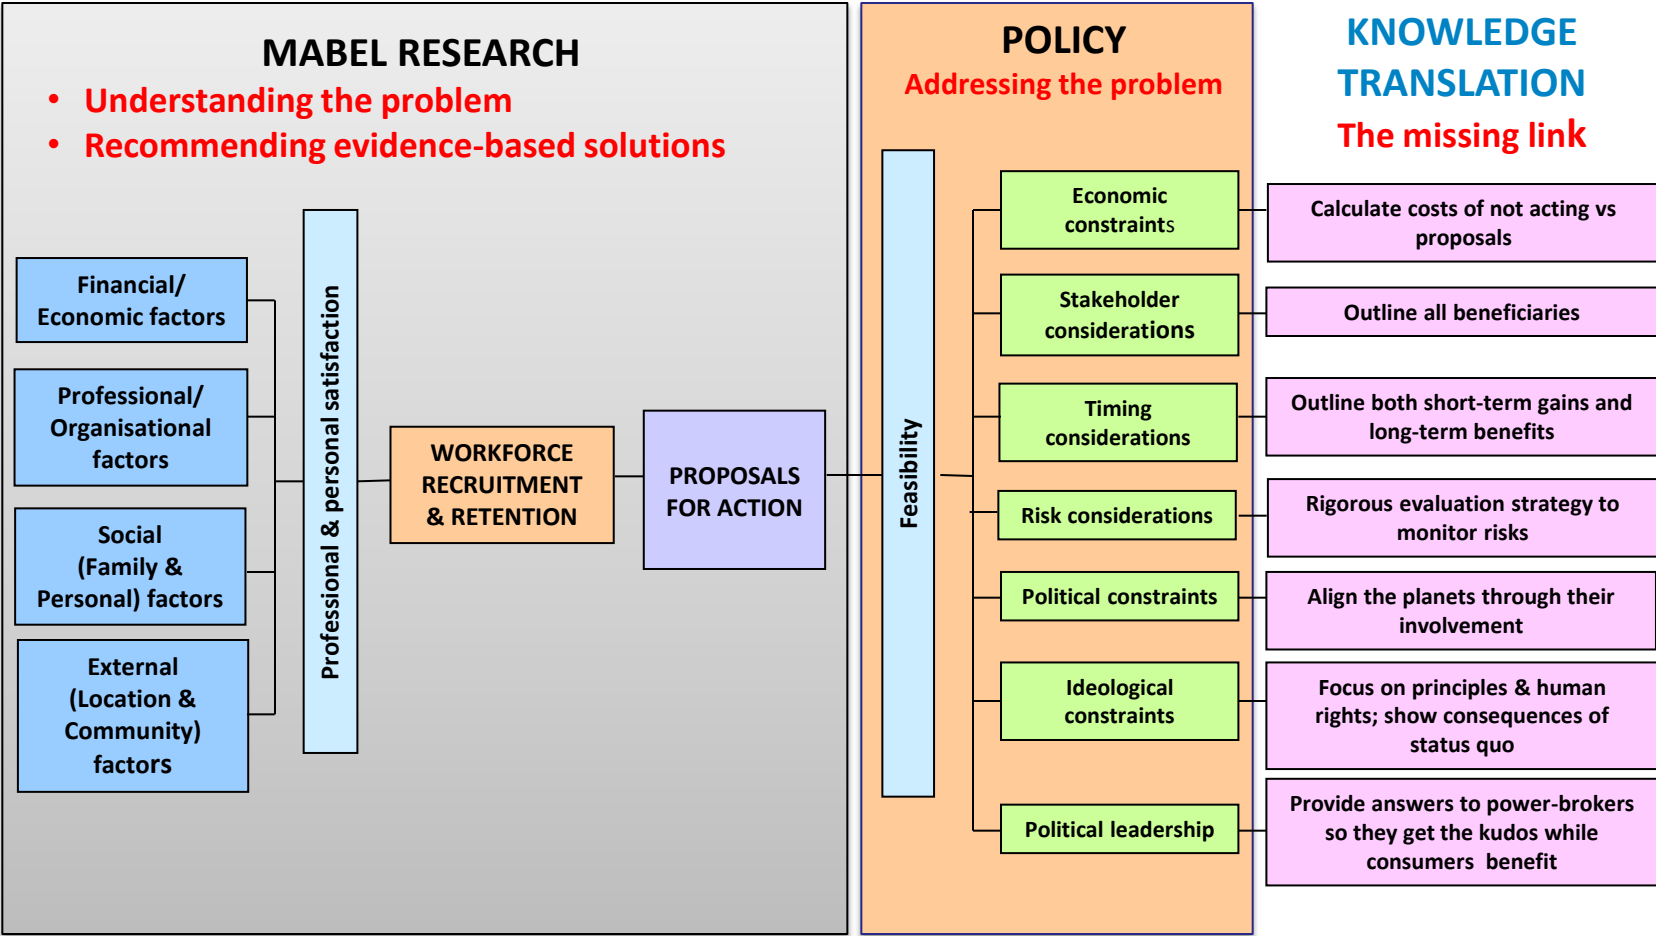 MABEL RESEARCH
• Understanding the problem
• Recommending evidence-based solutions
Financial/
Economic factors
Professional/
Organisational
factors
Social
(Family &
Personal) factors
External
(Location &
Community)
factors
Professional & personal satisfaction
WORKFORCE
RECRUITMENT
& RETENTION
PROPOSALS
FOR ACTION
POLICY
Addressing the problem
Feasibility
Economic
constraints
Stakeholder
considerations
Timing
considerations
Risk considerations
Political constraints
Ideological
constraints
Political leadership
KNOWLEDGE
TRANSLATION
The missing link
Calculate costs of not acting vs
proposals
Outline all beneficiaries
Outline both short-term gains and
long-term benefits
Rigorous evaluation strategy to
monitor risks
Align the planets through their
involvement
Focus on principles & human
rights; show consequences of
status quo
Provide answers to power-brokers
so they get the kudos while
consumers benefit